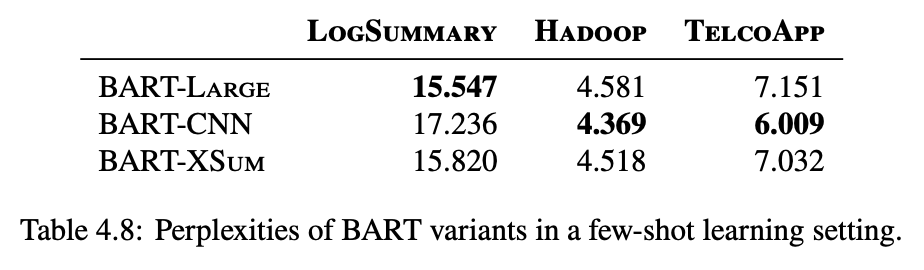 LOGSUMMARY HADOOP TELCOAPP
BART-LARGE 15.547 4.581 7.151
BART-CNN 17.236 4.369 6.009
BART-XSUM 15.820 4.518 7.032
Table 4.8: Perplexities of BART variants in a few-shot learning setting.